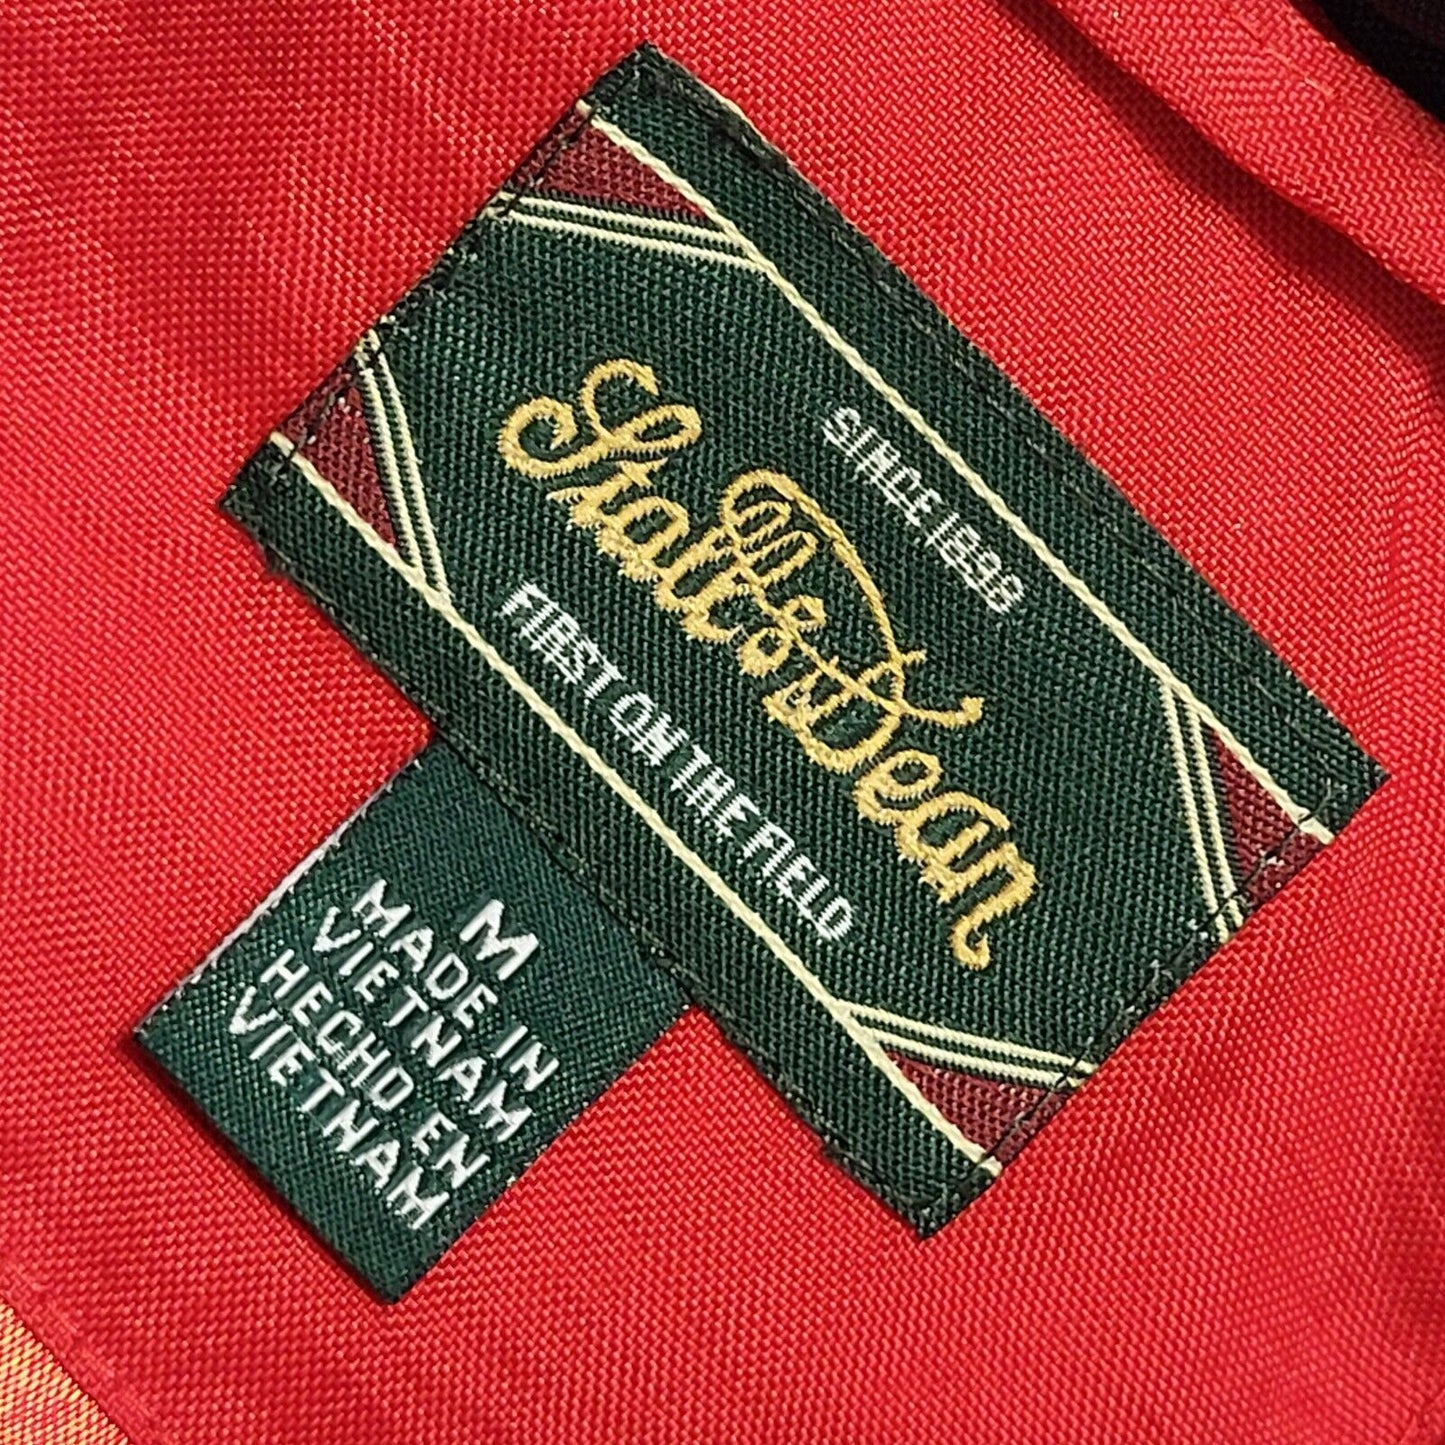 SINCE 1898
Stall & Dean
FIRST ON THE FIELD
M
MADE IN
VIETNAM
HECHO EN
VIETNAM